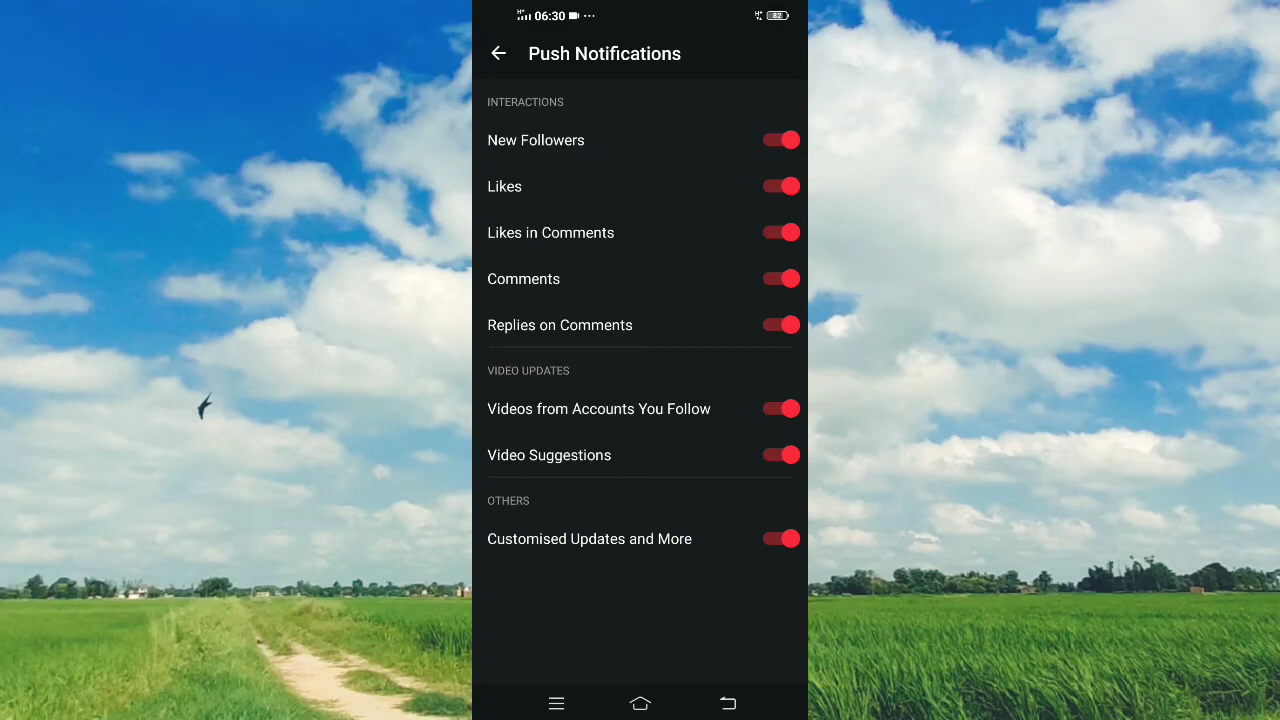 H+ 06:30 ... H+ 82
Push Notifications
INTERACTIONS
New Followers
Likes
Likes in Comments
Comments
Replies on Comments
VIDEO UPDATES
Videos from Accounts You Follow
Video Suggestions
OTHERS
Customised Updates and More